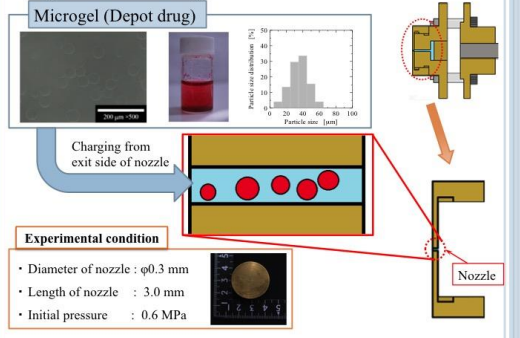 Microgel (Depot drug)
200 μm ×500
Particle size distribution [%]
50
40
30
20
10
0
0 20 40 60 80 100
Particle size [μm]
Charging from
exit side of nozzle
Experimental condition
・Diameter of nozzle : φ0.3 mm
・Length of nozzle : 3.0 mm
・Initial pressure : 0.6 MPa
Nozzle